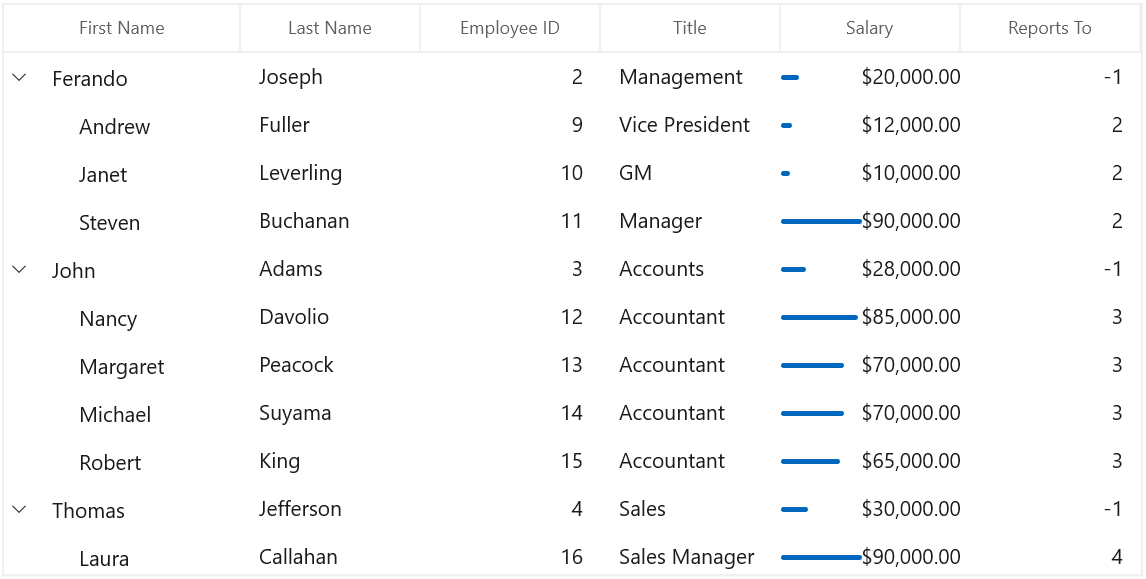 First Name Last Name Employee ID Title Salary Reports To
Ferando Joseph 2 Management $20,000.00 -1
Andrew Fuller 9 Vice President $12,000.00 2
Janet Leverling 10 GM $10,000.00 2
Steven Buchanan 11 Manager $90,000.00 2
John Adams 3 Accounts $28,000.00 -1
Nancy Davolio 12 Accountant $85,000.00 3
Margaret Peacock 13 Accountant $70,000.00 3
Michael Suyama 14 Accountant $70,000.00 3
Robert King 15 Accountant $65,000.00 3
Thomas Jefferson 4 Sales $30,000.00 -1
Laura Callahan 16 Sales Manager $90,000.00 4